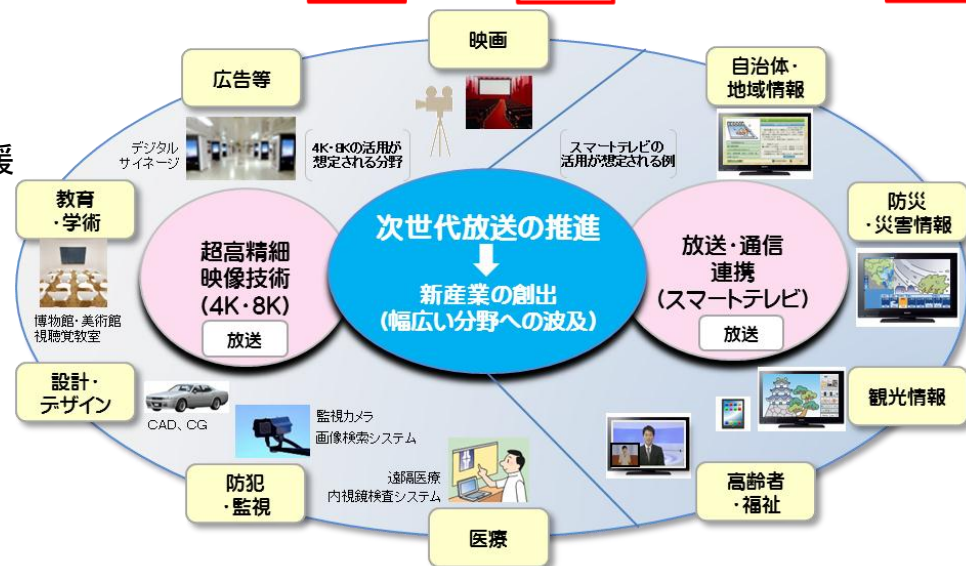 映画
広告等
自治体・
地域情報
デジタル
サイネージ
4K・8Kの活用が
想定される分野
スマートテレビの
活用が想定される例
援
教育
・学術
防災
・災害情報
超高精細
映像技術
(4K・8K)
放送
次世代放送の推進
新産業の創出
(幅広い分野への波及)
放送・通信
連携
(スマートテレビ)
放送
博物館・美術館
視聴覚教室
設計・
デザイン
CAD、CG
監視カメラ
画像検索システム
観光情報
防犯
・監視
遠隔医療
内視鏡検査システム
高齢者
・福祉
医療